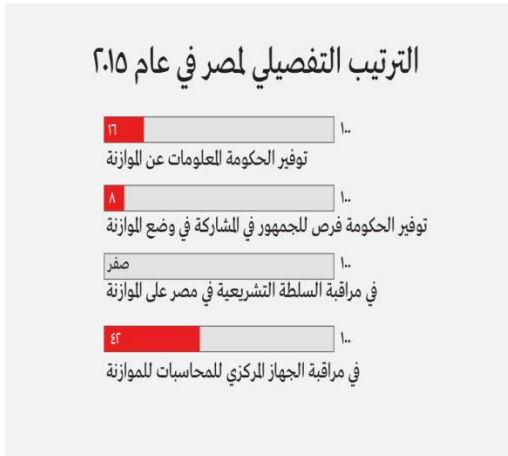 الترتيب التفصيلي لمصر في عام ٢٠١٥
١٠٠ ١٦
توفير الحكومة المعلومات عن الموازنة
١٠٠ ٨
توفير الحكومة فرص للجمهور في المشاركة في وضع الموازنة
١٠٠ صفر
في مراقبة السلطة التشريعية في مصر على الموازنة
١٠٠ ٤٢
في مراقبة الجهاز المركزي للمحاسبات للموازنة